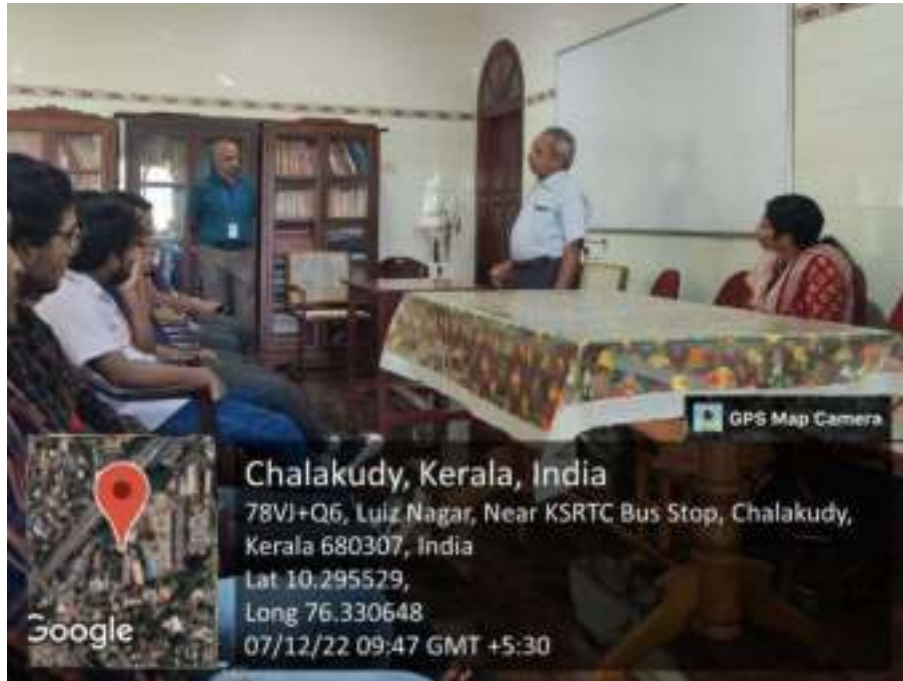 GPS Map Camera
Chalakudy, Kerala, India
78VJ+Q6, Luiz Nagar, Near KSRTC Bus Stop, Chalakudy,
Kerala 680307, India
Lat 10.295529,
Long 76.330648
07/12/22 09:47 GMT +5:30
Google